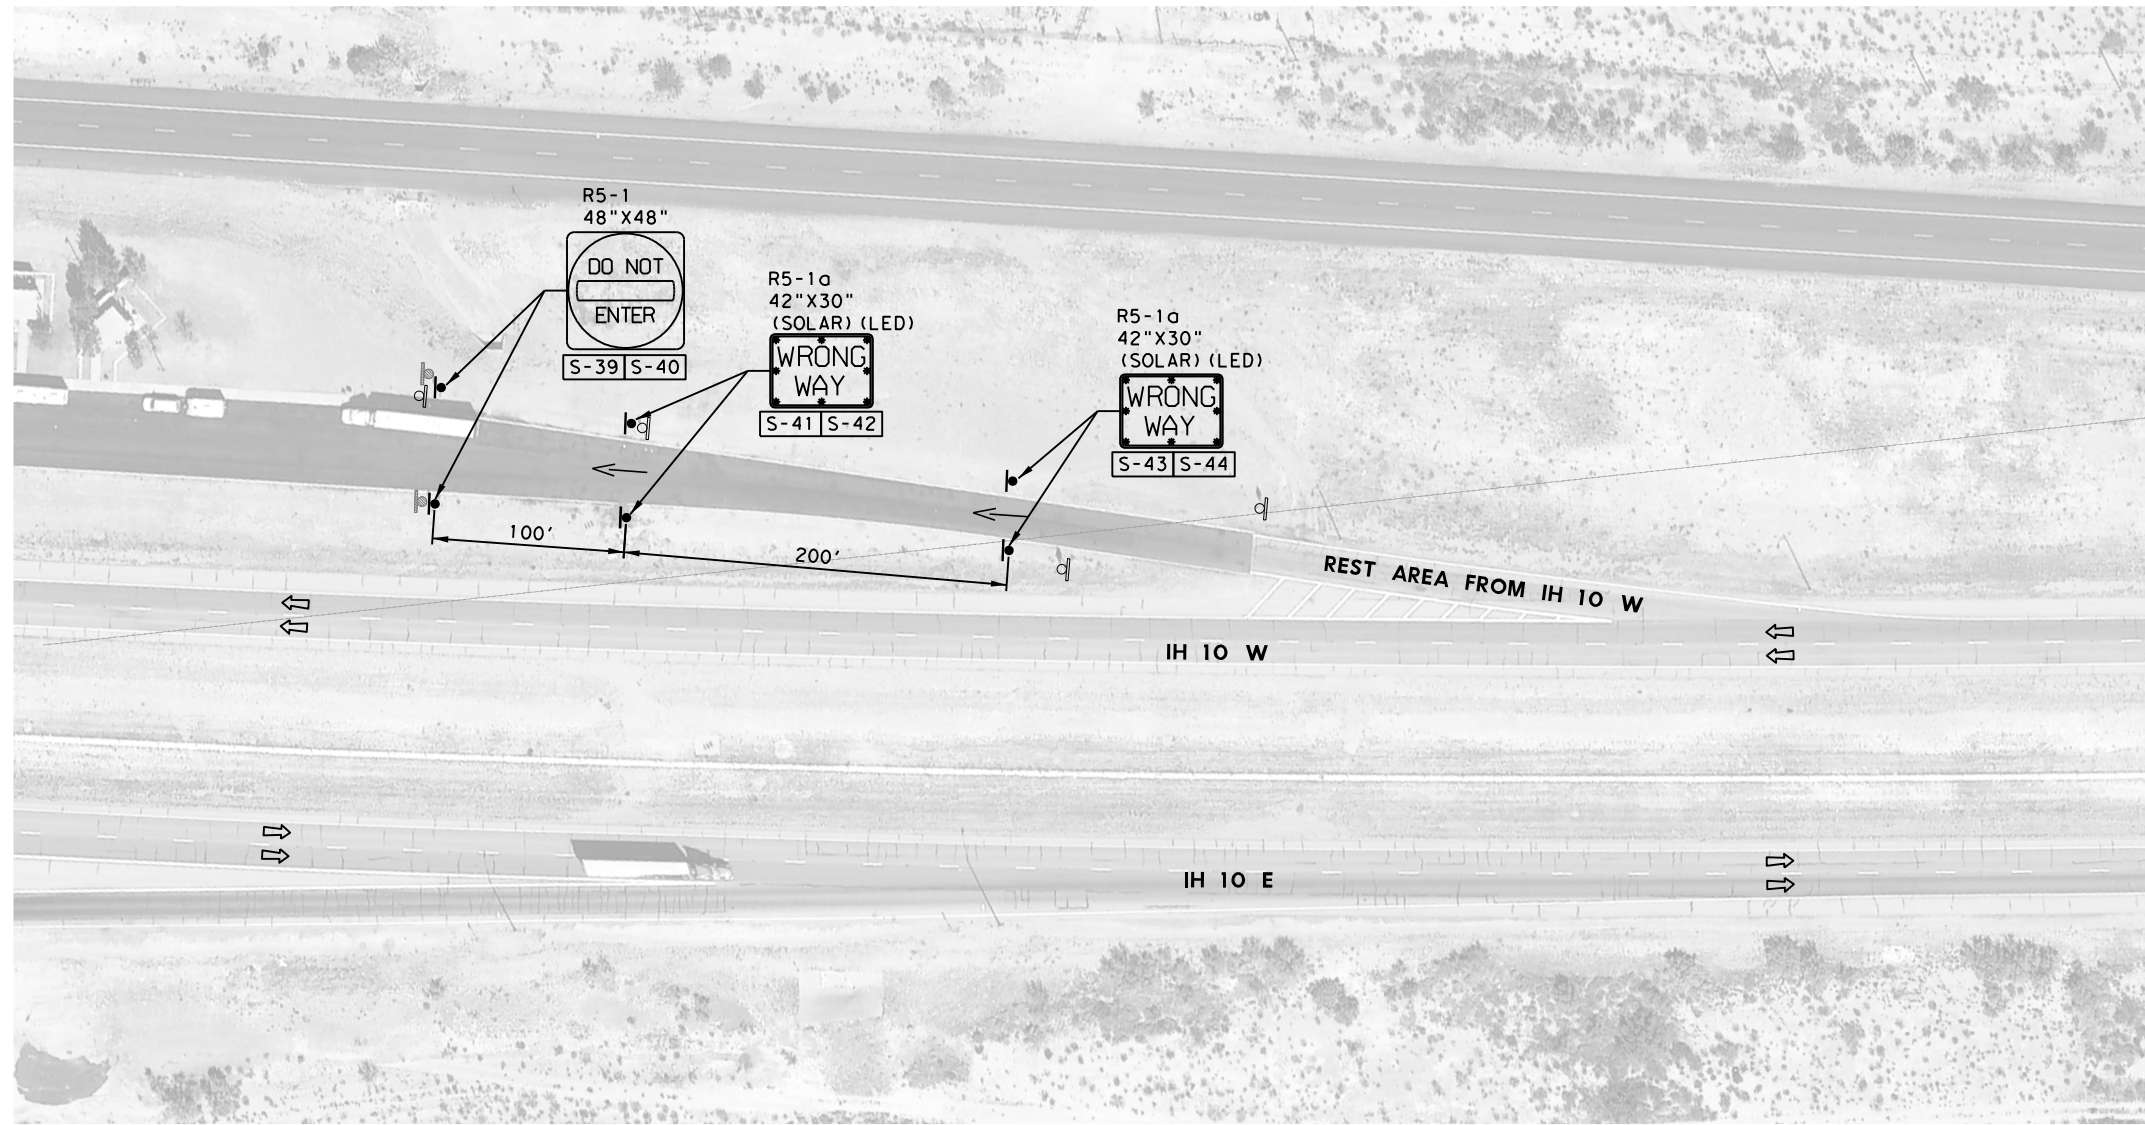 R5-1
48"X48"
DO NOT
ENTER
S-39 S-40
R5-1a
42"X30"
(SOLAR) (LED)
WRONG
WAY
S-41 S-42
R5-1a
42"X30"
(SOLAR) (LED)
WRONG
WAY
S-43 S-44
100'
200'
REST AREA FROM IH 10 W
IH 10 W
IH 10 E